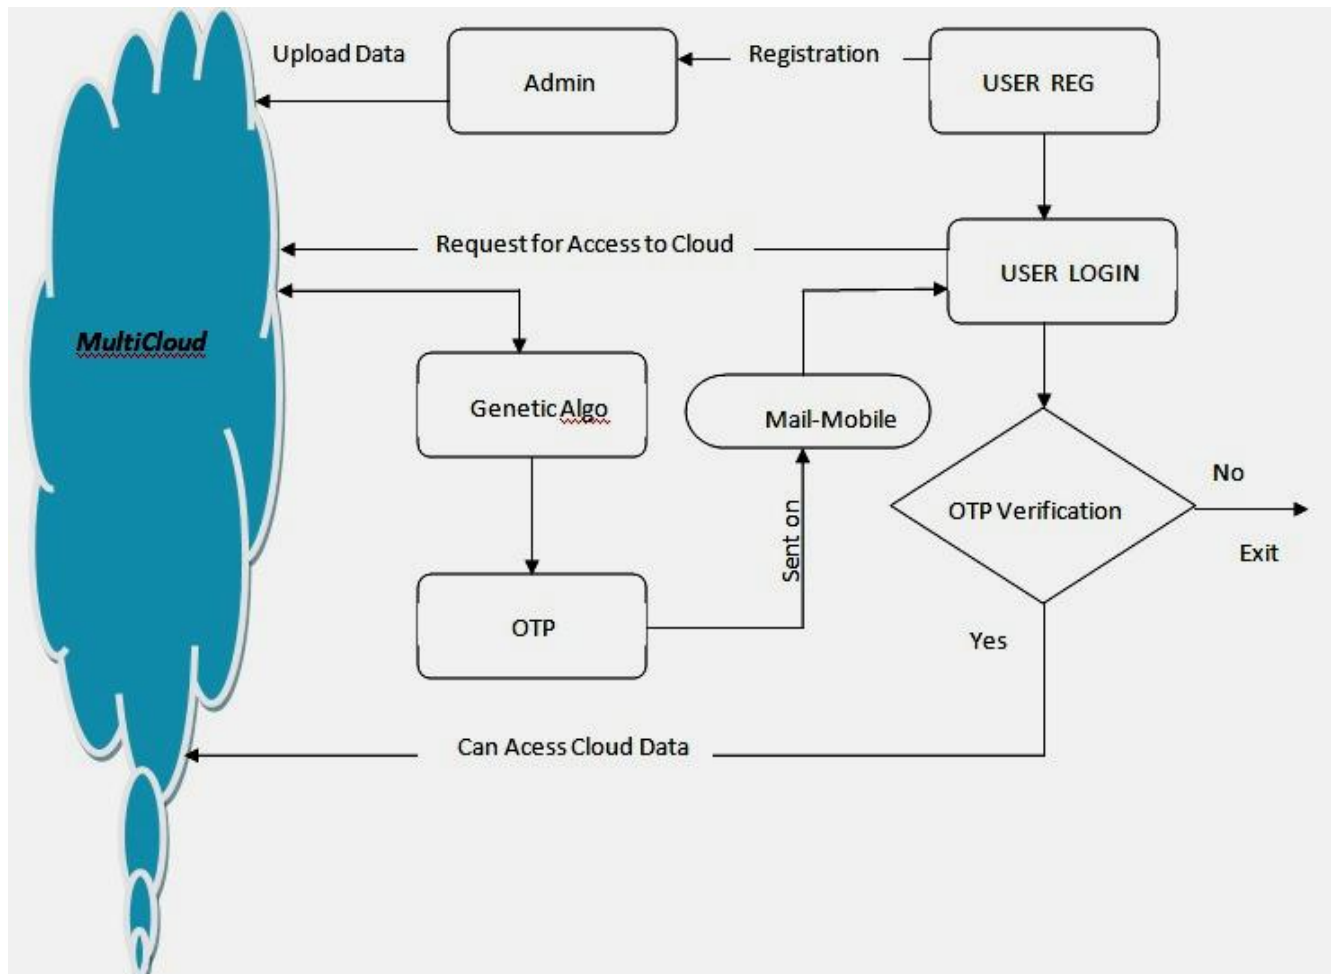 Upload Data
Admin
Registration
USER REG
Request for Access to Cloud
USER LOGIN
MultiCloud
Genetic Algo
Mail-Mobile
No
OTP Verification
Sent on
Exit
OTP
Yes
Can Acess Cloud Data